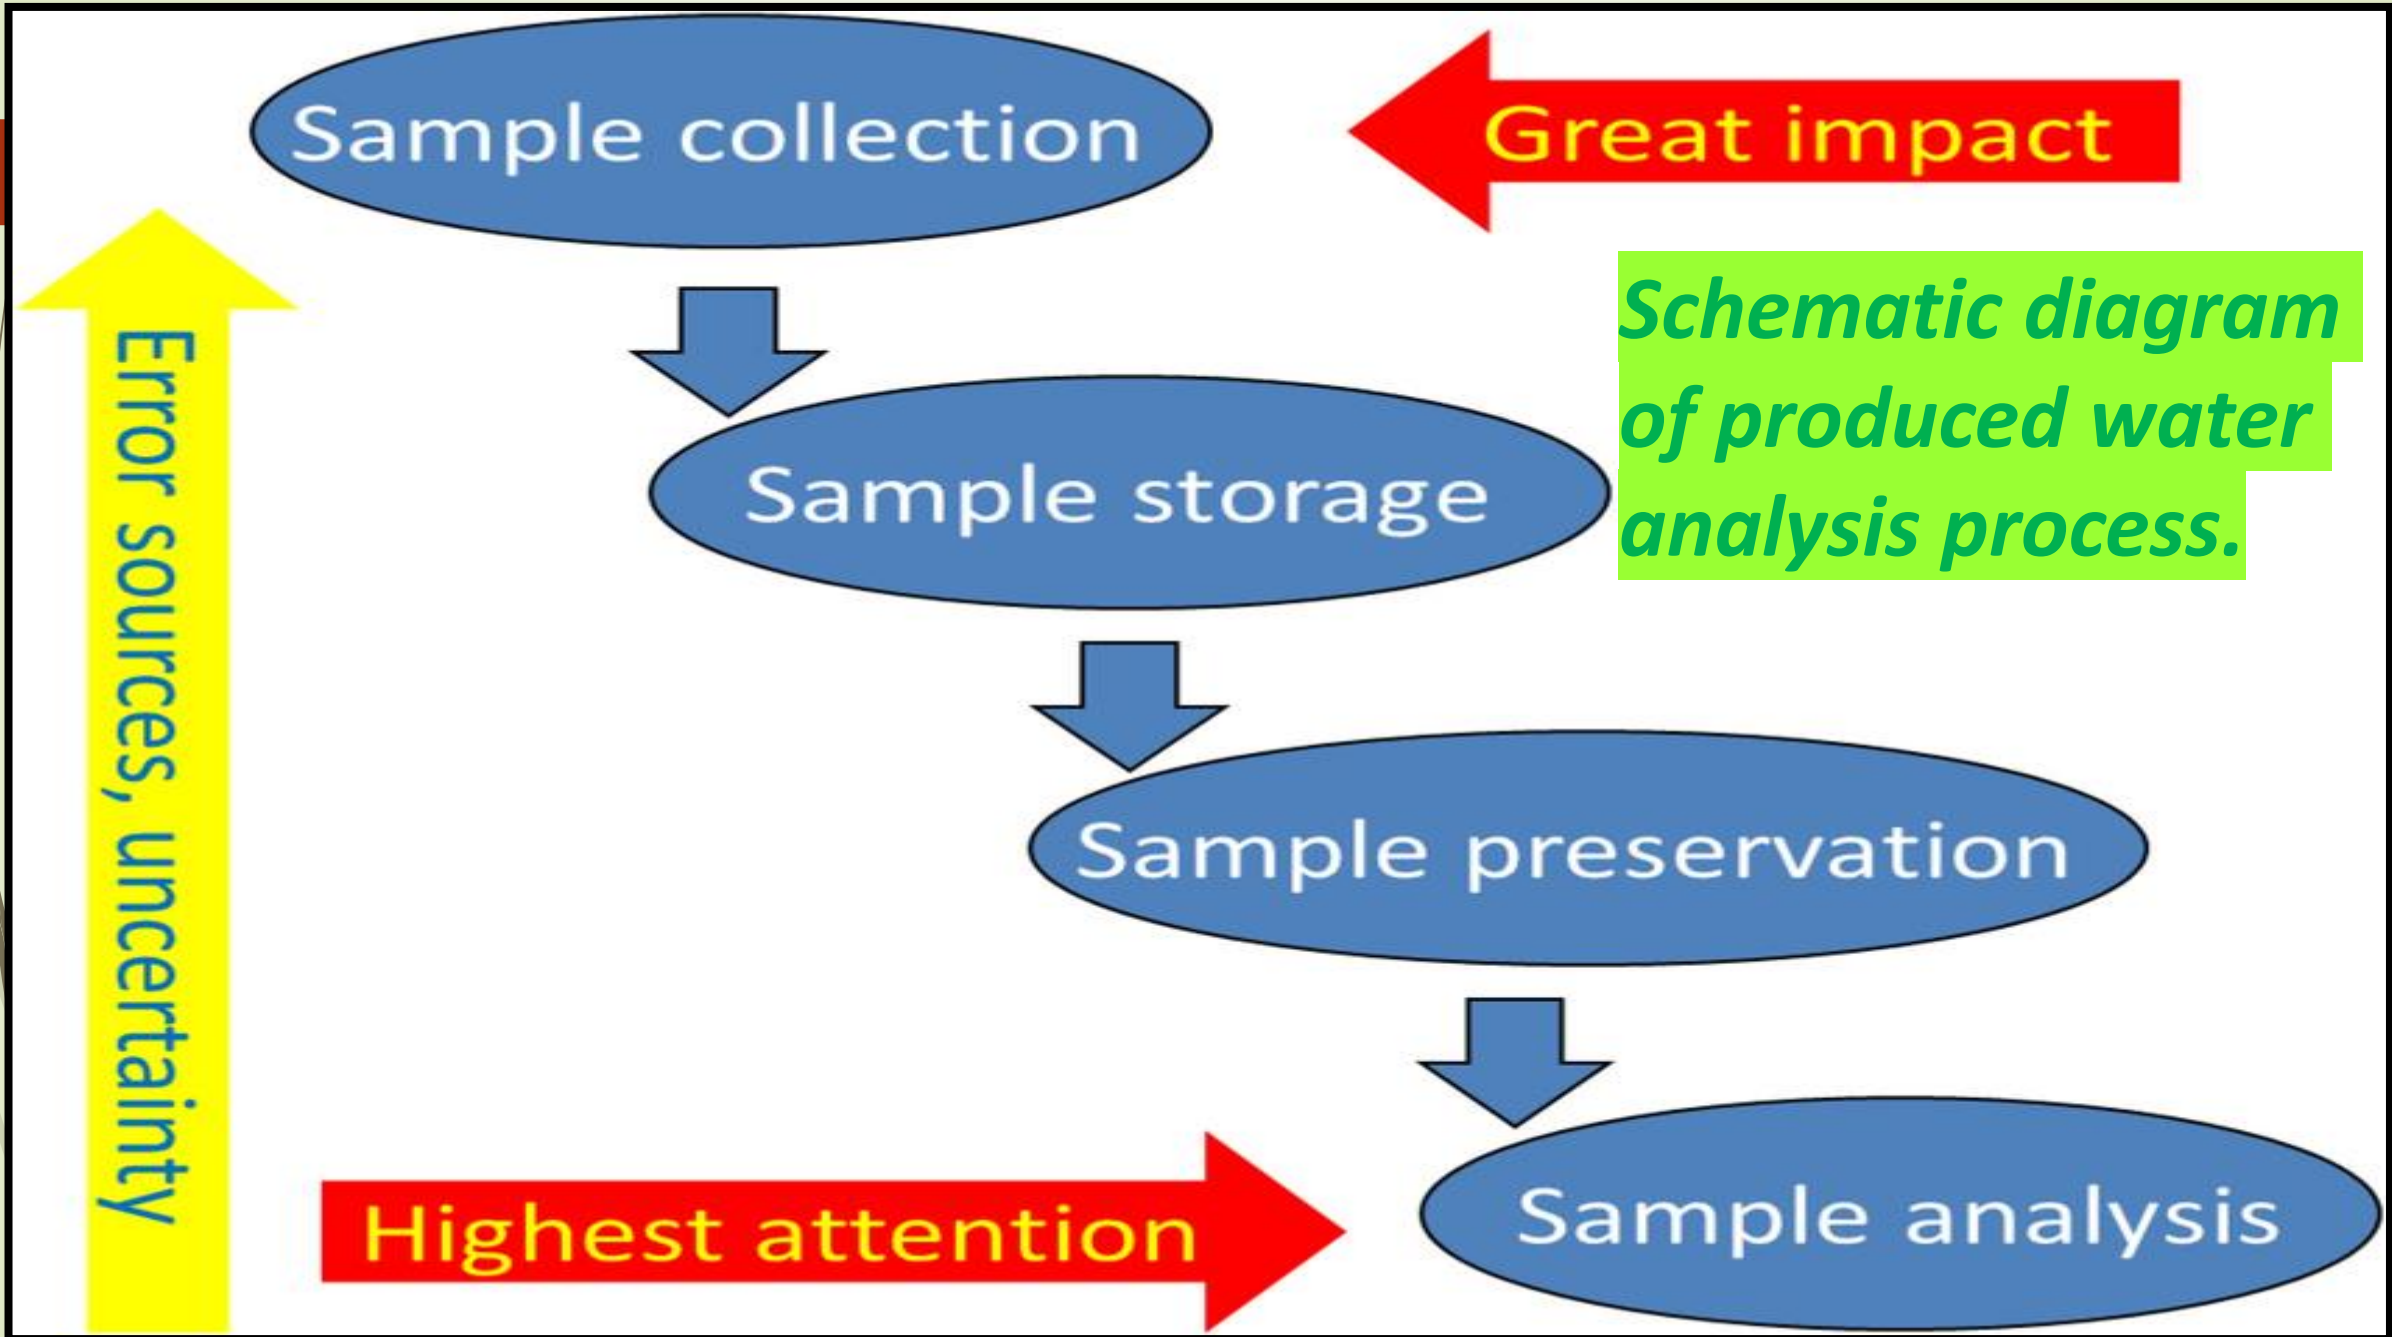 Sample collection
Great impact
Schematic diagram
of produced water
analysis process.
Sample storage
Error sources, uncertainty
Sample preservation
Highest attention
Sample analysis